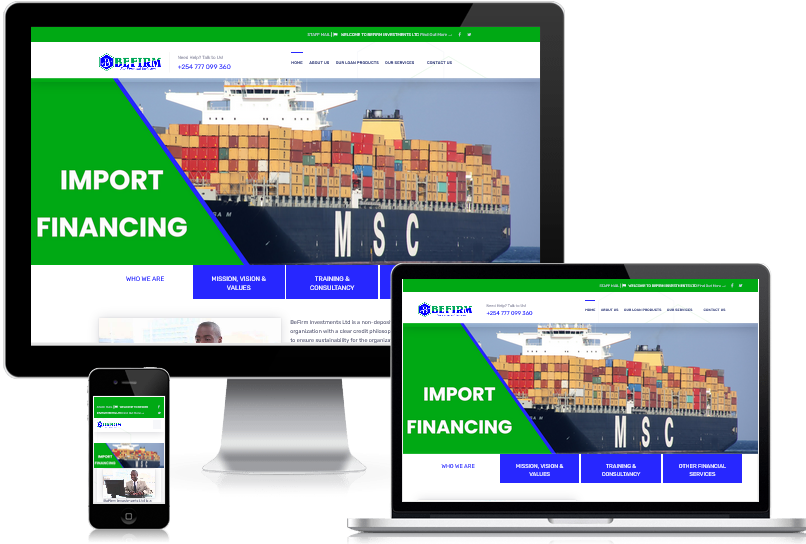 STAFF MAIL | WELCOME TO BEFIRM INVESTMENTS LTD Find Out More
BEFIRM
Need Help? Talk to Us!
+254 777 099 360
HOME ABOUT US OUR LOAN PRODUCTS OUR SERVICES CONTACT US
IMPORT
FINANCING
MSC
WHO WE ARE
MISSION, VISION &
VALUES
TRAINING &
CONSULTANCY
BeFirm Investments Ltd is a non-deposi
organization with a clear credit philosop
to ensure sustainability for the organiza
STAFF MAIL | WELCOME TO BEFIRM INVESTMENTS LTD Find Out More
BEFIRM
Need Help? Talk to Us!
+254 777 099 360
HOME ABOUT US OUR LOAN PRODUCTS OUR SERVICES CONTACT US
IMPORT
FINANCING
MSC
WHO WE ARE
MISSION, VISION &
VALUES
TRAINING &
CONSULTANCY
OTHER FINANCIAL
SERVICES
IMPORT
FINANCING
BeFirm Investments Ltd is a